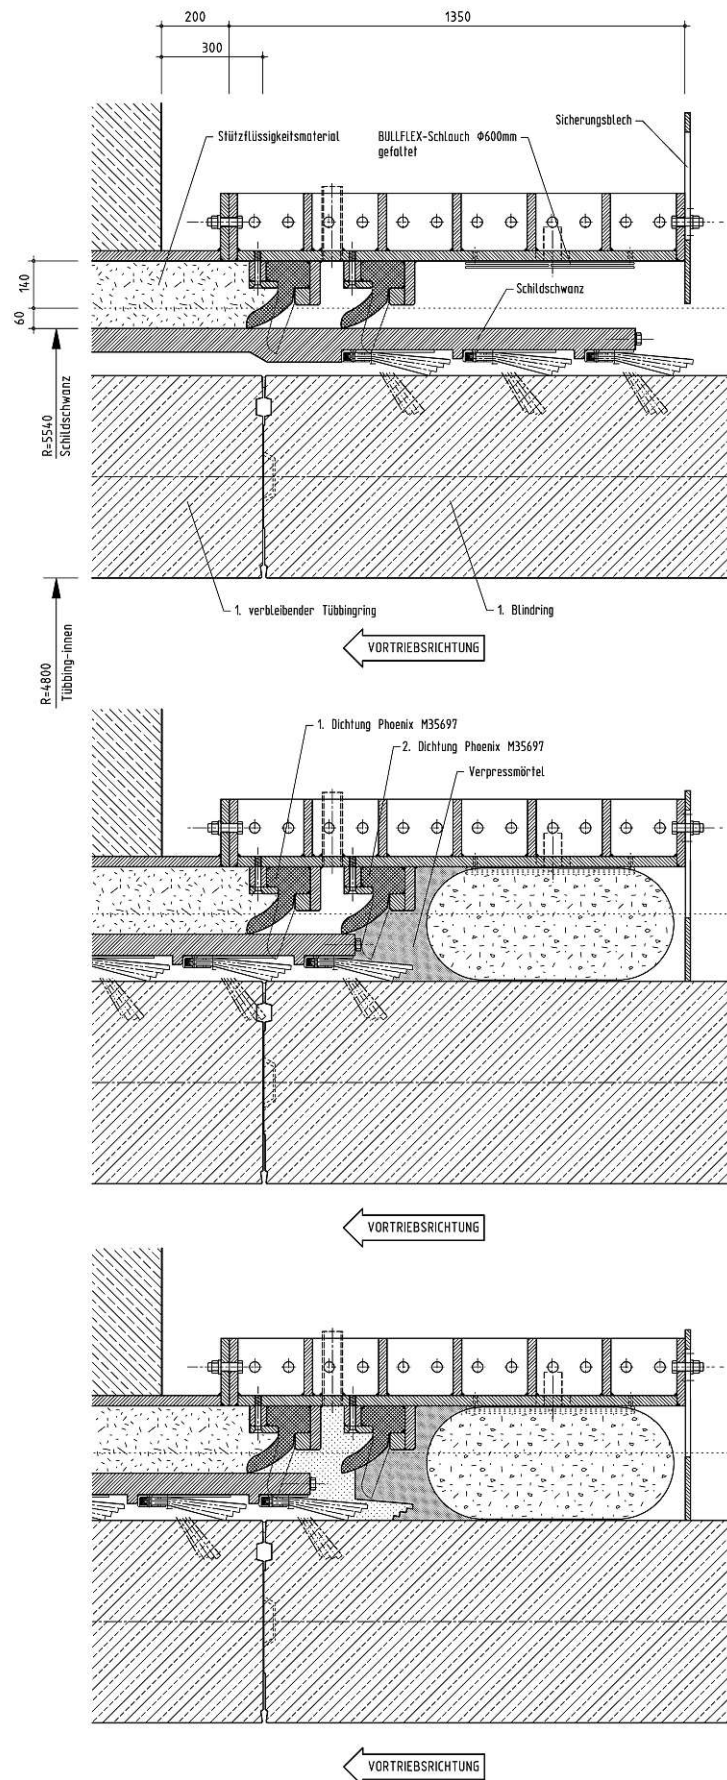 200
1350
300
Sicherungsblech
Stützflüssigkeitsmaterial
BULLFLEX-Schlauch Φ600mm
gefaltet
140
60
Schildschwanz
R=5540
Schildschwanz
1. verbleibender Tübbingring
1. Blindring
VORTRIEBSRICHTUNG
R=4800
Tübbing-innen
1. Dichtung Phoenix M35697
2. Dichtung Phoenix M35697
Verpressmörtel
VORTRIEBSRICHTUNG
VORTRIEBSRICHTUNG